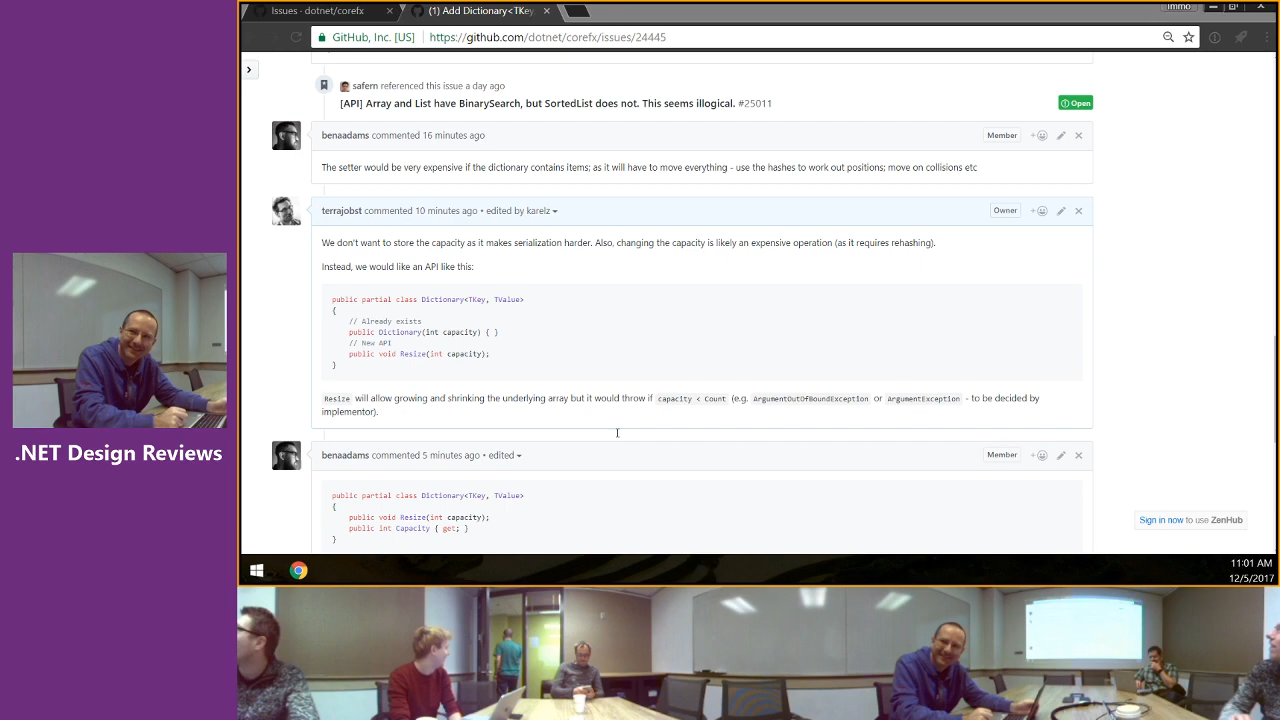 Issues · dotnet/corefx
(1) Add Dictionary<TKey
Immo
GitHub, Inc. [US]
https://github.com/dotnet/corefx/issues/24445
safern referenced this issue a day ago
[API] Array and List have BinarySearch, but SortedList does not. This seems illogical. #25011
Open
benaadams commented 16 minutes ago
Member
The setter would be very expensive if the dictionary contains items; as it will have to move everything - use the hashes to work out positions; move on collisions etc
terrajobst commented 10 minutes ago • edited by karelz
Owner
We don't want to store the capacity as it makes serialization harder. Also, changing the capacity is likely an expensive operation (as it requires rehashing).
Instead, we would like an API like this:
public partial class Dictionary<TKey, TValue>
{
// Already exists
public Dictionary(int capacity) { }
// New API
public void Resize(int capacity);
}
Resize will allow growing and shrinking the underlying array but it would throw if capacity < Count (e.g. ArgumentOutOfBoundException or ArgumentException - to be decided by
implementor).
benaadams commented 5 minutes ago • edited
Member
public partial class Dictionary<TKey, TValue>
{
public void Resize(int capacity);
public int Capacity { get; }
}
Sign in now to use ZenHub
.NET Design Reviews
11:01 AM
12/5/2017